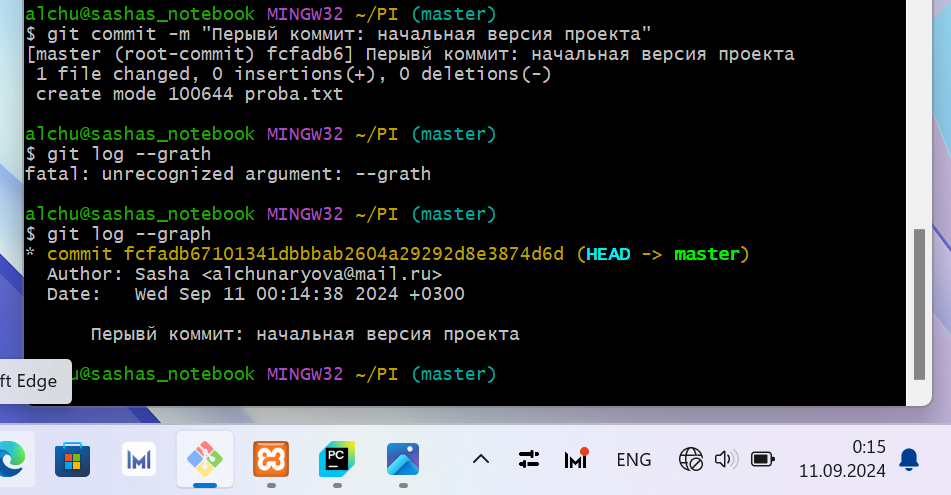 alchu@sashas_notebook MINGW32 ~/PI (master)
$ git commit -m "Перывй коммит: начальная версия проекта"
[master (root-commit) fcfadb6] Перывй коммит: начальная версия проекта
 1 file changed, 0 insertions(+), 0 deletions(-)
 create mode 100644 proba.txt
alchu@sashas_notebook MINGW32 ~/PI (master)
$ git log --grath
fatal: unrecognized argument: --grath
alchu@sashas_notebook MINGW32 ~/PI (master)
$ git log --graph
* commit fcfadb67101341dbbbab2604a29292d8e3874d6d (HEAD -> master)
  Author: Sasha <alchunaryova@mail.ru>
  Date:   Wed Sep 11 00:14:38 2024 +0300
      Перывй коммит: начальная версия проекта
u@sashas_notebook MINGW32 ~/PI (master)
ft Edge
PC
ENG
0:15
11.09.2024